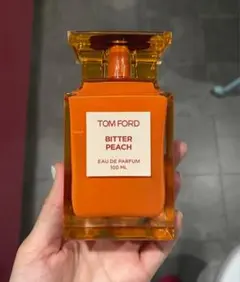 TOM FORD
BITTER
PEACH
EAU DE PARFUM
100 ML